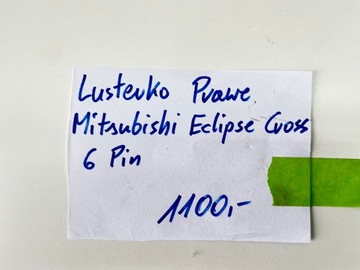 Lusterko Prawe
Mitsubishi Eclipse Cross
6 Pin
1100,-